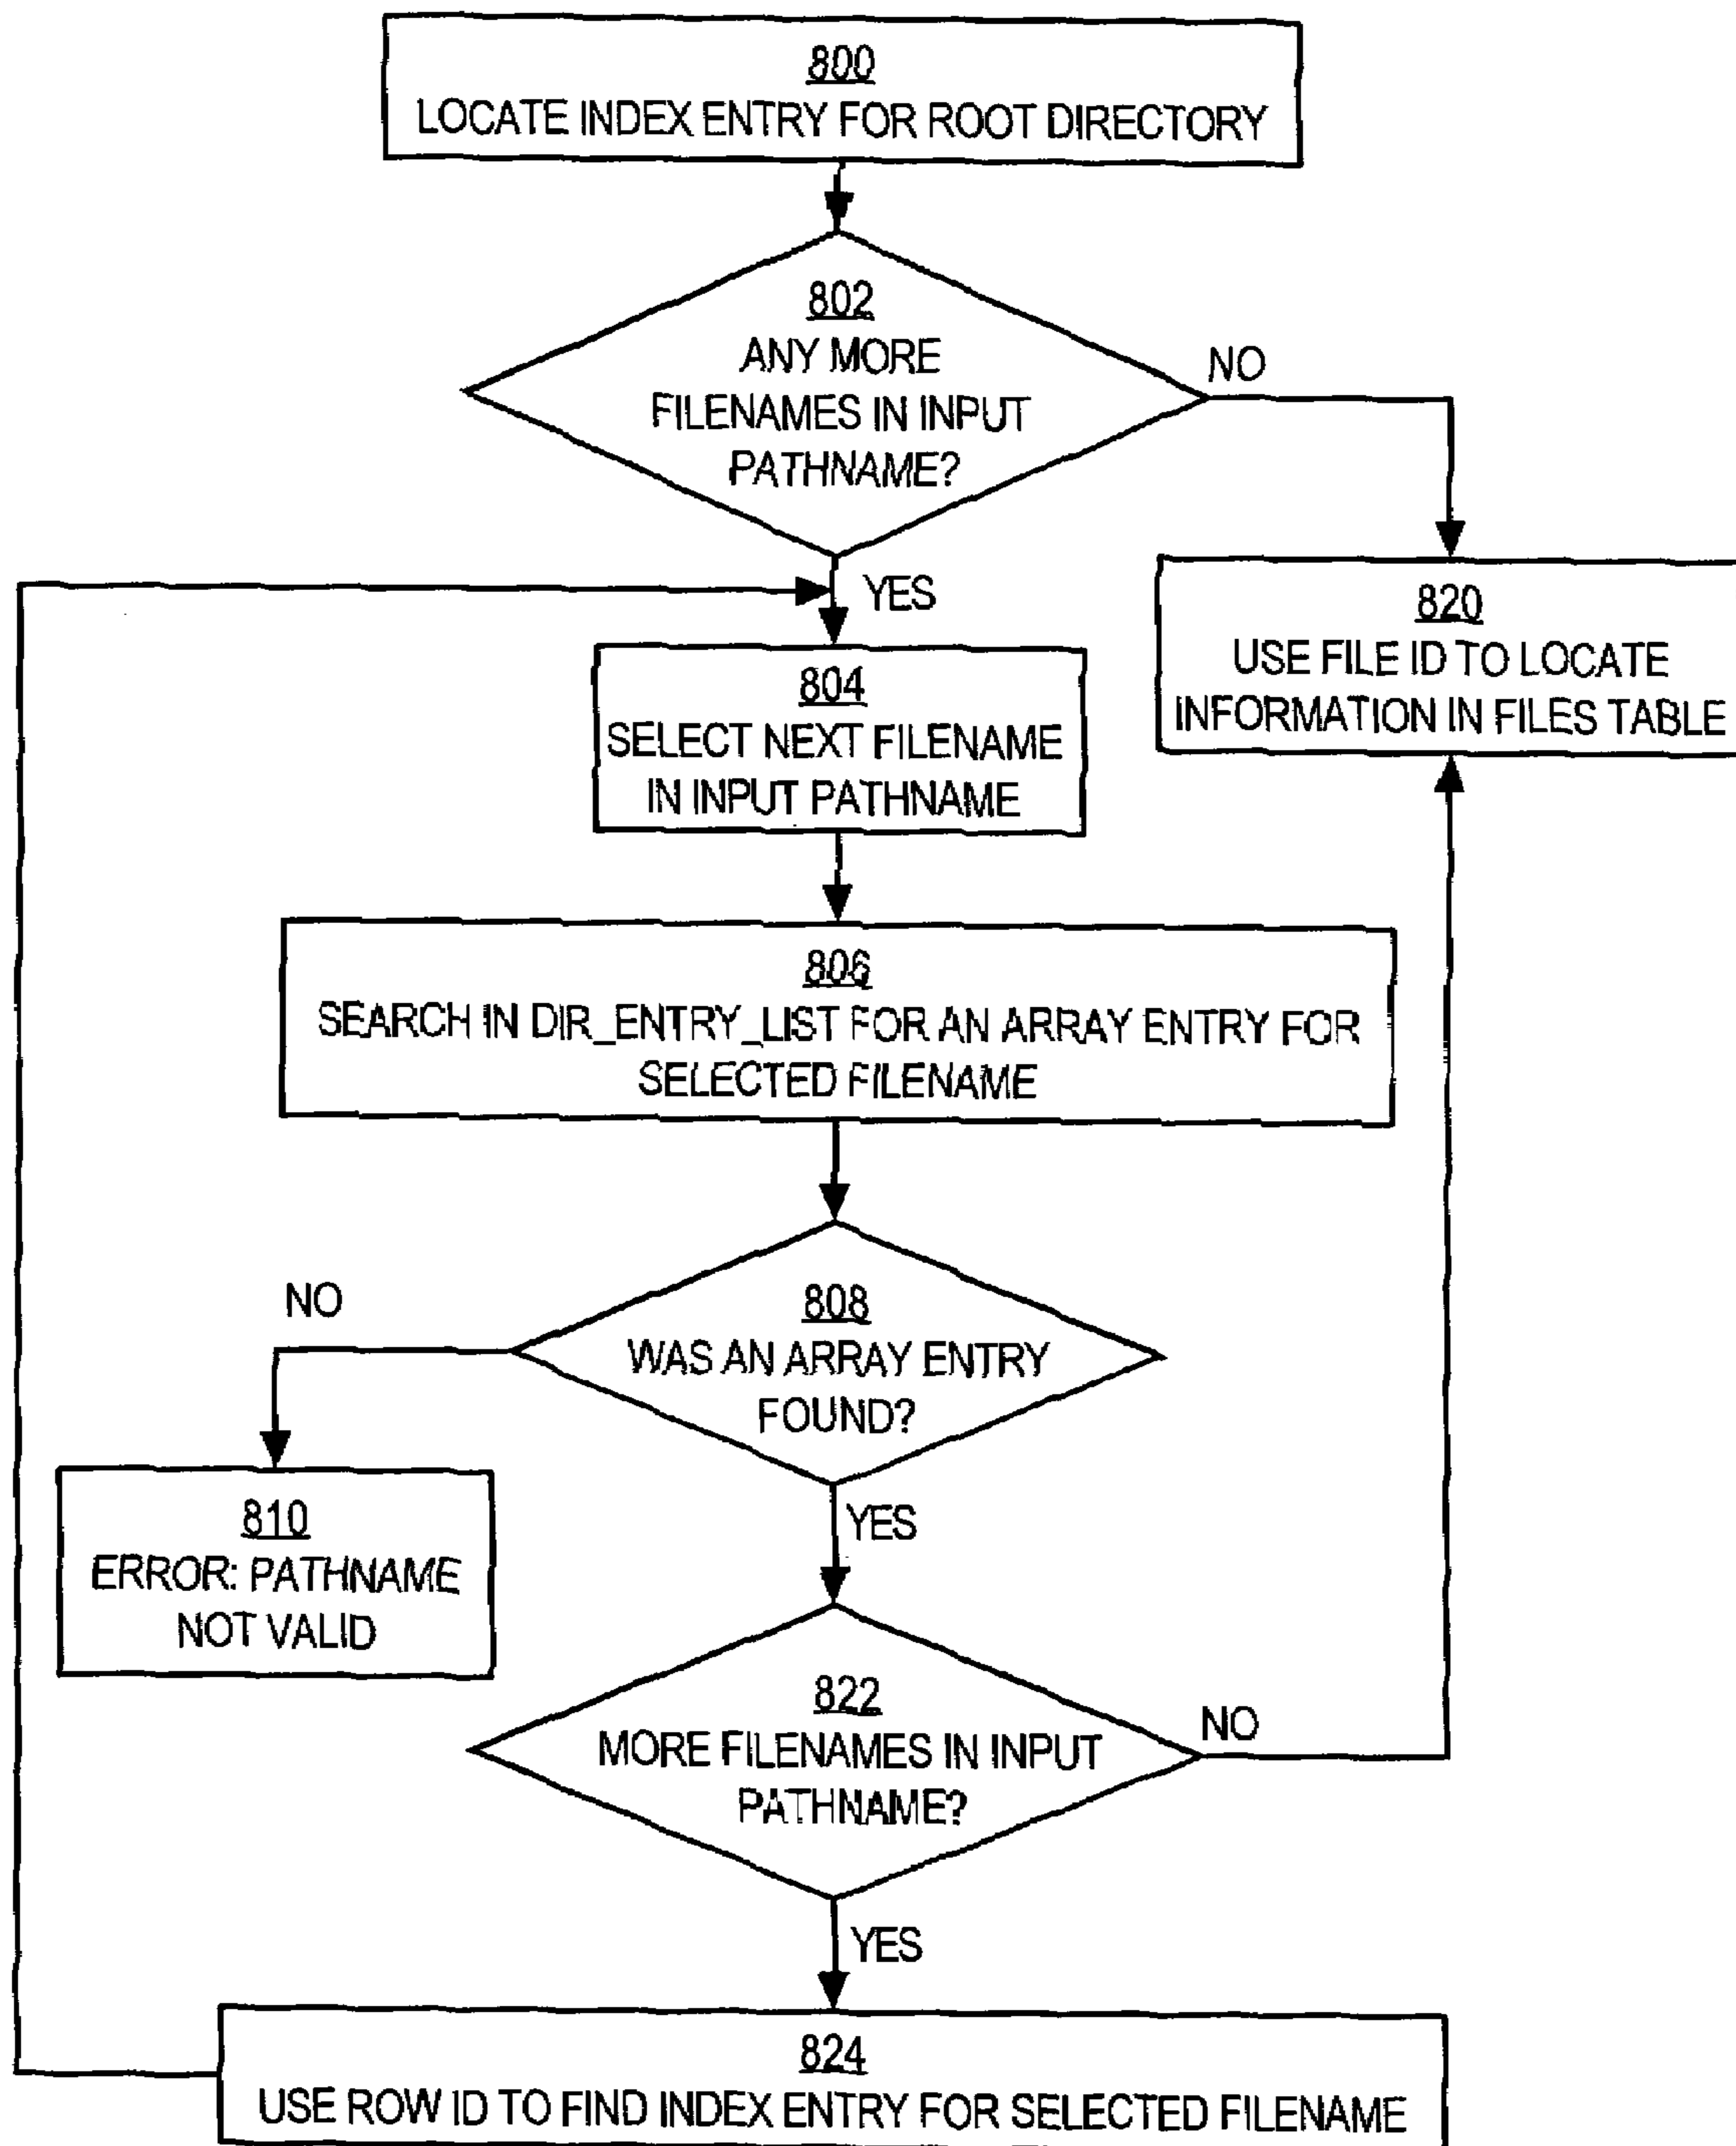 800
LOCATE INDEX ENTRY FOR ROOT DIRECTORY
802
ANY MORE
FILENAMES IN INPUT
PATHNAME?
NO
YES
820
USE FILE ID TO LOCATE
INFORMATION IN FILES TABLE
804
SELECT NEXT FILENAME
IN INPUT PATHNAME
806
SEARCH IN DIR_ENTRY_LIST FOR AN ARRAY ENTRY FOR
SELECTED FILENAME
NO
808
WAS AN ARRAY ENTRY
FOUND?
YES
810
ERROR: PATHNAME
NOT VALID
822
MORE FILENAMES IN INPUT
PATHNAME?
NO
YES
824
USE ROW ID TO FIND INDEX ENTRY FOR SELECTED FILENAME